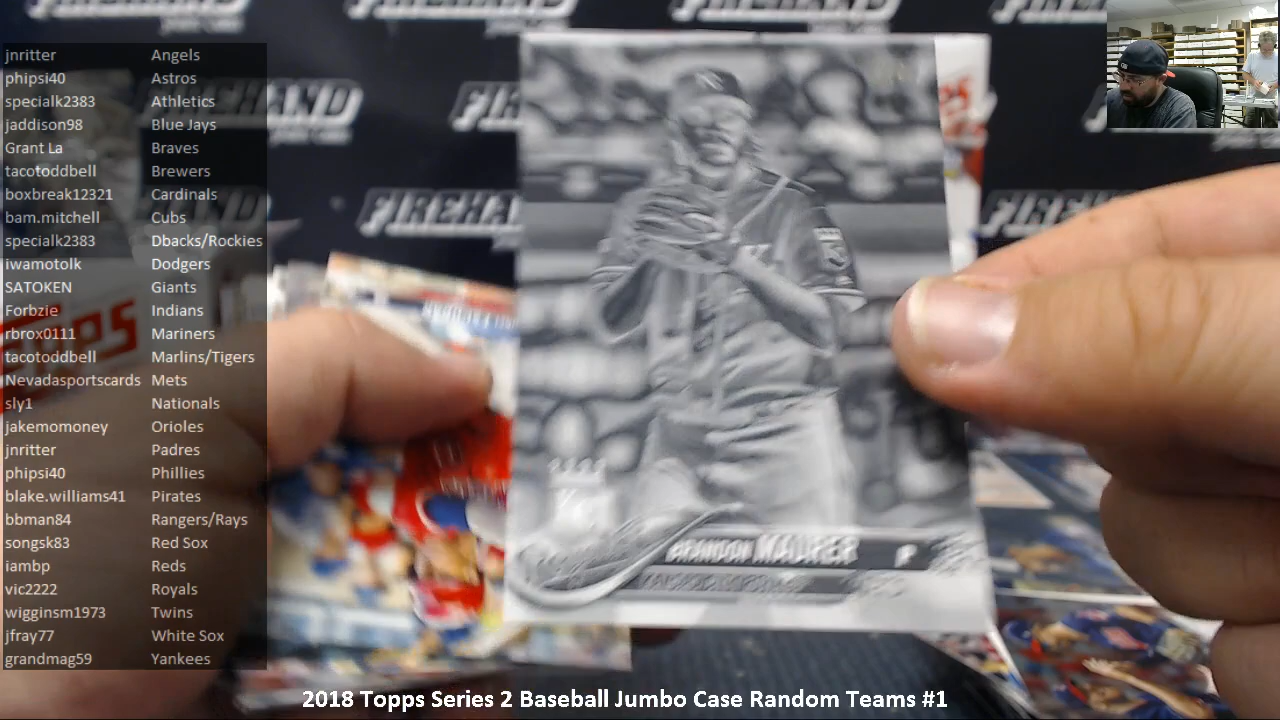 FIREHAND
FIREHAND
FIREHAND
jnritter Angels
phipsi40 Astros
specialk2383 Athletics
jaddison98 Blue Jays
Grant La Braves
tacotoddbell Brewers
boxbreak12321 Cardinals
bam.mitchell Cubs
specialk2383 Dbacks/Rockies
iwamotolk Dodgers
SATOKEN Giants
Forbzie Indians
rbrox0111 Mariners
tacotoddbell Marlins/Tigers
Nevadasportscards Mets
sly1 Nationals
jakemomoney Orioles
jnritter Padres
phipsi40 Phillies
blake.williams41 Pirates
bbman84 Rangers/Rays
songsk83 Red Sox
iambp Reds
vic2222 Royals
wigginsm1973 Twins
jfray77 White Sox
grandmag59 Yankees
BRANDON MAURER P
2018 Topps Series 2 Baseball Jumbo Case Random Teams #1